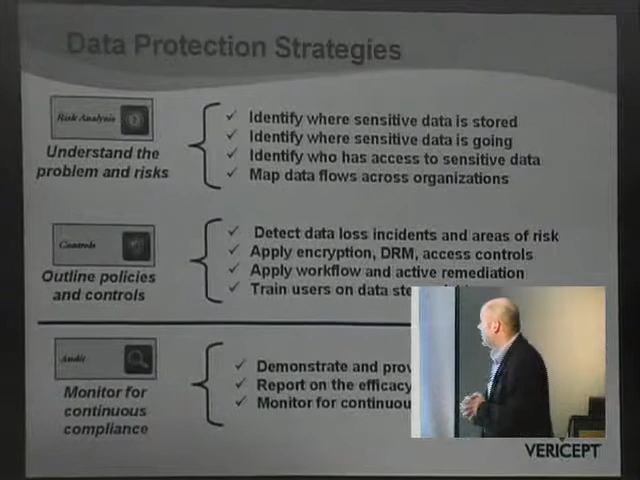 Data Protection Strategies
Risk Analysis
Understand the
problem and risks
Identify where sensitive data is stored
Identify where sensitive data is going
Identify who has access to sensitive data
Map data flows across organizations
Controls
Outline policies
and controls
Detect data loss incidents and areas of risk
Apply encryption, DRM, access controls
Apply workflow and active remediation
Train users on data
Audit
Monitor for
continuous
compliance
Demonstrate and
Report on the efficacy
Monitor for
VERICEPT